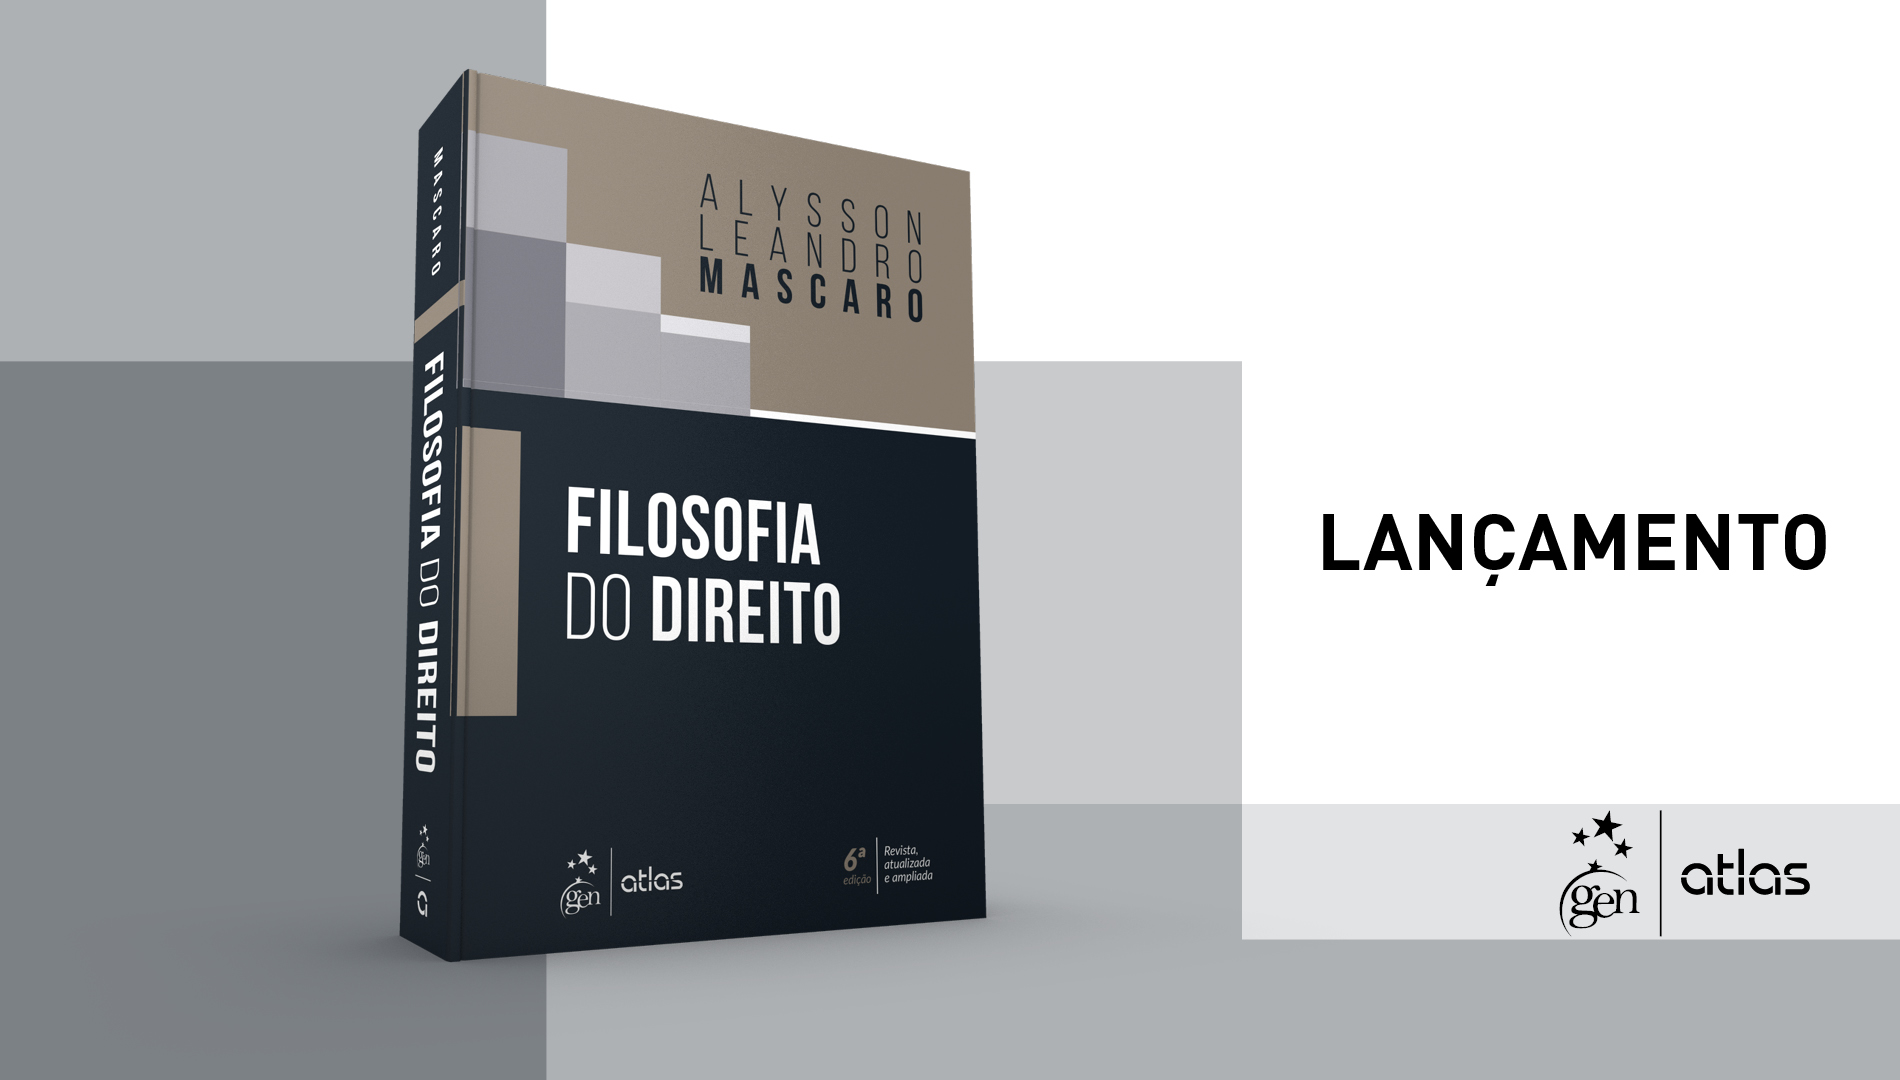 MASCARO
FILOSOFIA DO DIREITO
gen
ALYSSON
LEANDRO
MASCARO
FILOSOFIA
DO DIREITO
gen
atlas
6ª
edição
Revista,
atualizada
e ampliada
LANÇAMENTO
gen
atlas